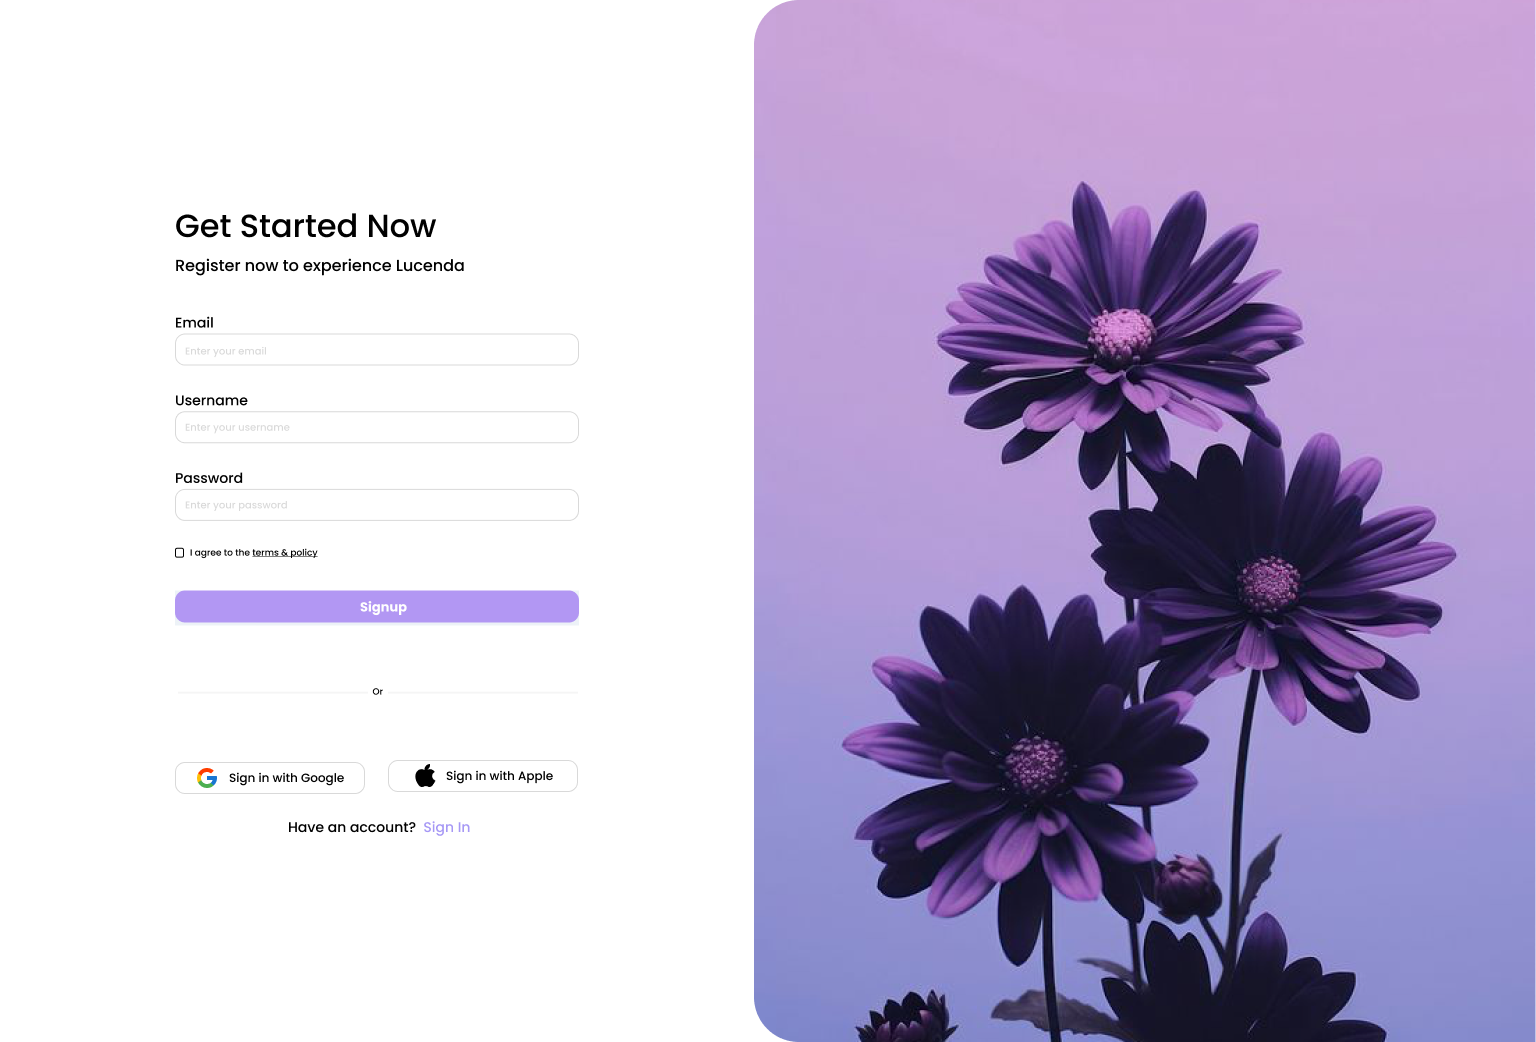 Get Started Now
Register now to experience Lucenda
Email
Enter your email
Username
Enter your username
Password
Enter your password
I agree to the terms & policy
Signup
Or
Sign in with Google
Sign in with Apple
Have an account? Sign In